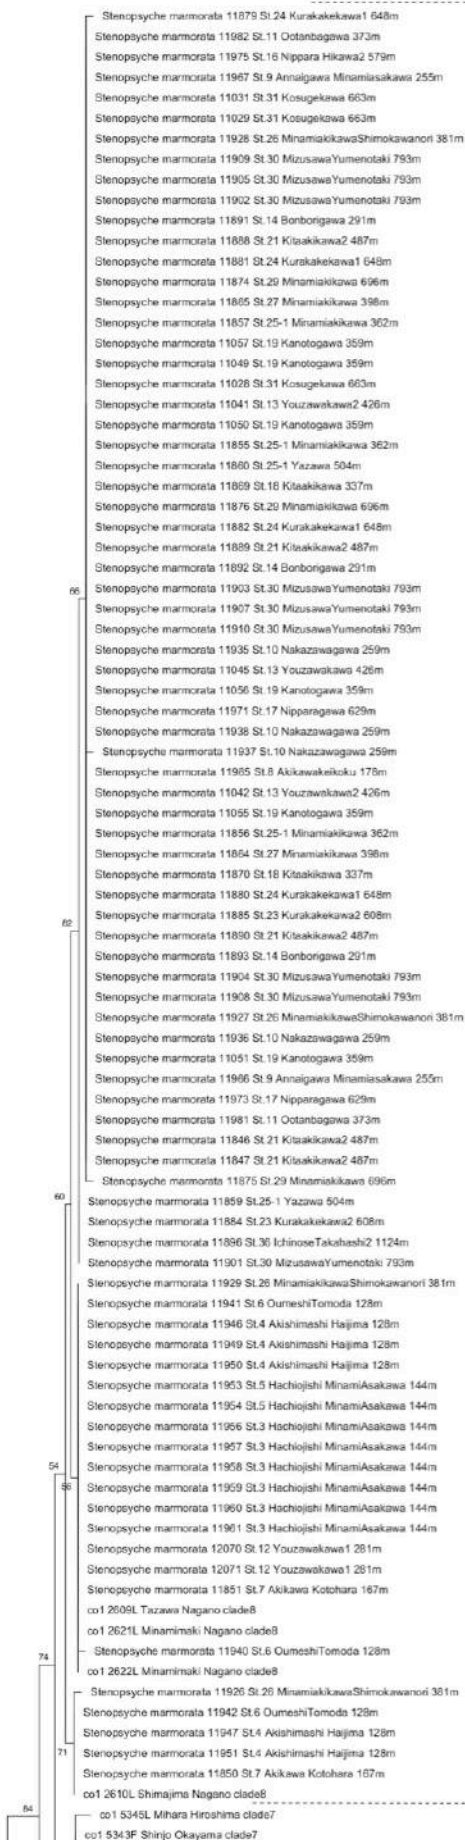 Stenopsyche marmorata 11879 St.24 Kurakakekawa1 648m
Stenopsyche marmorata 11982 St.11 Ootanbagawa 373m
Stenopsyche marmorata 11975 St.16 Nippara Hikawa2 579m
Stenopsyche marmorata 11967 St.9 Annaigawa Minamiasakawa 255m
Stenopsyche marmorata 11031 St.31 Kosugekawa 663m
Stenopsyche marmorata 11029 St.31 Kosugekawa 663m
Stenopsyche marmorata 11928 St.26 MinamiakikawaShimokawanori 381m
Stenopsyche marmorata 11909 St.30 MizusawaYumenotaki 793m
Stenopsyche marmorata 11905 St.30 MizusawaYumenotaki 793m
Stenopsyche marmorata 11902 St.30 MizusawaYumenotaki 793m
Stenopsyche marmorata 11891 St.14 Bonborigawa 291m
Stenopsyche marmorata 11888 St.21 Kitaakikawa2 487m
Stenopsyche marmorata 11881 St.24 Kurakakekawa1 648m
Stenopsyche marmorata 11874 St.29 Minamiakikawa 696m
Stenopsyche marmorata 11865 St.27 Minamiakikawa 398m
Stenopsyche marmorata 11857 St.25-1 Minamiakikawa 362m
Stenopsyche marmorata 11057 St.19 Kanotogawa 359m
Stenopsyche marmorata 11049 St.19 Kanotogawa 359m
Stenopsyche marmorata 11028 St.31 Kosugekawa 663m
Stenopsyche marmorata 11041 St.13 Youzawakawa2 426m
Stenopsyche marmorata 11050 St.19 Kanotogawa 359m
Stenopsyche marmorata 11855 St.25-1 Minamiakikawa 362m
Stenopsyche marmorata 11860 St.25-1 Yazawa 504m
Stenopsyche marmorata 11869 St.18 Kitaakikawa 337m
Stenopsyche marmorata 11876 St.29 Minamiakikawa 696m
Stenopsyche marmorata 11882 St.24 Kurakakekawa1 648m
Stenopsyche marmorata 11889 St.21 Kitaakikawa2 487m
Stenopsyche marmorata 11892 St.14 Bonborigawa 291m
66
Stenopsyche marmorata 11903 St.30 MizusawaYumenotaki 793m
Stenopsyche marmorata 11907 St.30 MizusawaYumenotaki 793m
Stenopsyche marmorata 11910 St.30 MizusawaYumenotaki 793m
Stenopsyche marmorata 11935 St.10 Nakazawagawa 259m
Stenopsyche marmorata 11045 St.13 Youzawakawa 426m
Stenopsyche marmorata 11056 St.19 Kanotogawa 359m
Stenopsyche marmorata 11971 St.17 Nipparagawa 629m
Stenopsyche marmorata 11938 St.10 Nakazawagawa 259m
Stenopsyche marmorata 11937 St.10 Nakazawagawa 259m
Stenopsyche marmorata 11985 St.8 Akikawakeikoku 178m
Stenopsyche marmorata 11042 St.13 Youzawakawa2 426m
Stenopsyche marmorata 11055 St.19 Kanotogawa 359m
Stenopsyche marmorata 11856 St.25-1 Minamiakikawa 362m
Stenopsyche marmorata 11864 St.27 Minamiakikawa 398m
Stenopsyche marmorata 11870 St.18 Kitaakikawa 337m
Stenopsyche marmorata 11880 St.24 Kurakakekawa1 648m
Stenopsyche marmorata 11885 St.23 Kurakakekawa2 608m
82
Stenopsyche marmorata 11890 St.21 Kitaakikawa2 487m
Stenopsyche marmorata 11893 St.14 Bonborigawa 291m
Stenopsyche marmorata 11904 St.30 MizusawaYumenotaki 793m
Stenopsyche marmorata 11908 St.30 MizusawaYumenotaki 793m
Stenopsyche marmorata 11927 St.26 MinamiakikawaShimokawanori 381m
Stenopsyche marmorata 11936 St.10 Nakazawagawa 259m
Stenopsyche marmorata 11051 St.19 Kanotogawa 359m
Stenopsyche marmorata 11966 St.9 Annaigawa Minamiasakawa 255m
Stenopsyche marmorata 11973 St.17 Nipparagawa 629m
Stenopsyche marmorata 11981 St.11 Ootanbagawa 373m
Stenopsyche marmorata 11846 St.21 Kitaakikawa2 487m
Stenopsyche marmorata 11847 St.21 Kitaakikawa2 487m
Stenopsyche marmorata 11875 St.29 Minamiakikawa 696m
60
Stenopsyche marmorata 11859 St.25-1 Yazawa 504m
Stenopsyche marmorata 11884 St.23 Kurakakekawa2 608m
Stenopsyche marmorata 11896 St.36 IchinoseTakahashi2 1124m
Stenopsyche marmorata 11901 St.30 MizusawaYumenotaki 793m
Stenopsyche marmorata 11929 St.26 MinamiakikawaShimokawanori 381m
Stenopsyche marmorata 11941 St.6 OumeshiTomoda 128m
Stenopsyche marmorata 11946 St.4 Akishimashi Haijima 128m
Stenopsyche marmorata 11949 St.4 Akishimashi Haijima 128m
Stenopsyche marmorata 11950 St.4 Akishimashi Haijima 128m
Stenopsyche marmorata 11953 St.5 Hachiojishi MinamiAsakawa 144m
Stenopsyche marmorata 11954 St.5 Hachiojishi MinamiAsakawa 144m
Stenopsyche marmorata 11956 St.3 Hachiojishi MinamiAsakawa 144m
Stenopsyche marmorata 11957 St.3 Hachiojishi MinamiAsakawa 144m
54
Stenopsyche marmorata 11958 St.3 Hachiojishi MinamiAsakawa 144m
56
Stenopsyche marmorata 11959 St.3 Hachiojishi MinamiAsakawa 144m
Stenopsyche marmorata 11960 St.3 Hachiojishi MinamiAsakawa 144m
Stenopsyche marmorata 11961 St.3 Hachiojishi MinamiAsakawa 144m
Stenopsyche marmorata 12070 St.12 Youzawakawa1 281m
Stenopsyche marmorata 12071 St.12 Youzawakawa1 281m
Stenopsyche marmorata 11851 St.7 Akikawa Kotohara 167m
co1 2609L Tazawa Nagano clade8
co1 2621L Minamimaki Nagano clade8
74
Stenopsyche marmorata 11940 St.6 OumeshiTomoda 128m
co1 2622L Minamimaki Nagano clade8
Stenopsyche marmorata 11926 St.26 MinamiakikawaShimokawanori 381m
Stenopsyche marmorata 11942 St.6 OumeshiTomoda 128m
Stenopsyche marmorata 11947 St.4 Akishimashi Haijima 128m
71
Stenopsyche marmorata 11951 St.4 Akishimashi Haijima 128m
Stenopsyche marmorata 11850 St.7 Akikawa Kotohara 167m
co1 2610L Shimajima Nagano clade8
84
co1 5345L Mihara Hiroshima clade7
co1 5343F Shinjo Okayama clade7